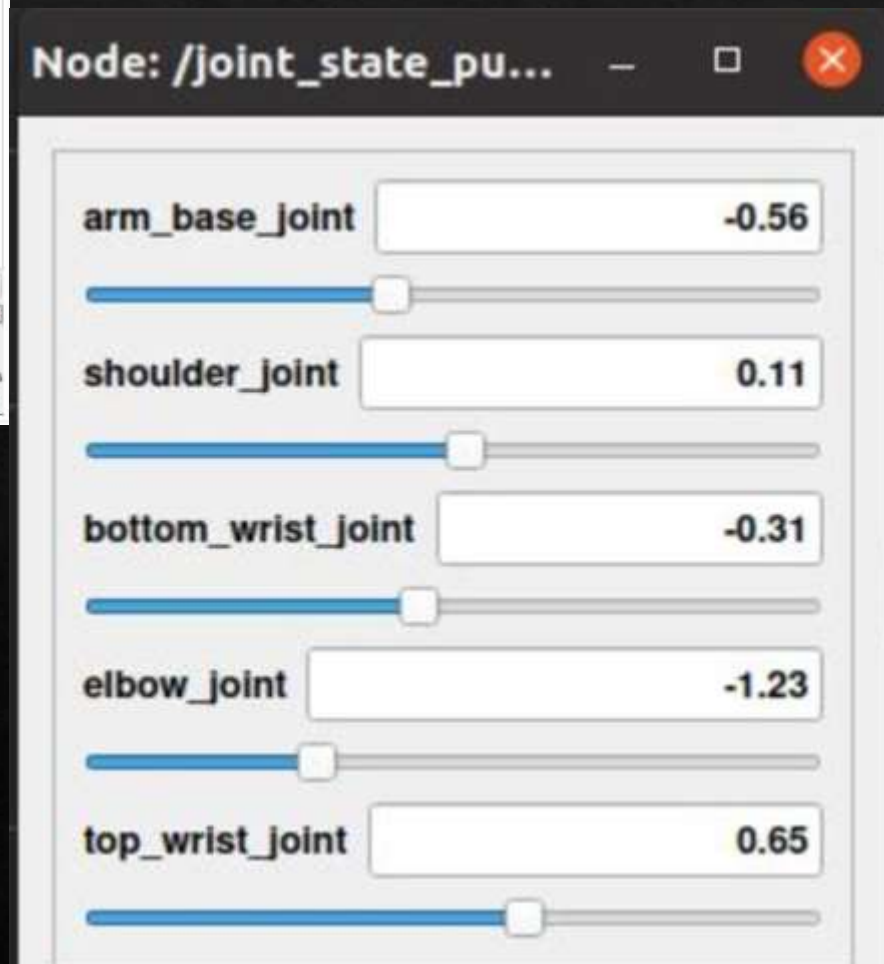 Node: /joint_state_pu...
arm_base_joint -0.56
shoulder_joint 0.11
bottom_wrist_joint -0.31
elbow_joint -1.23
top_wrist_joint 0.65